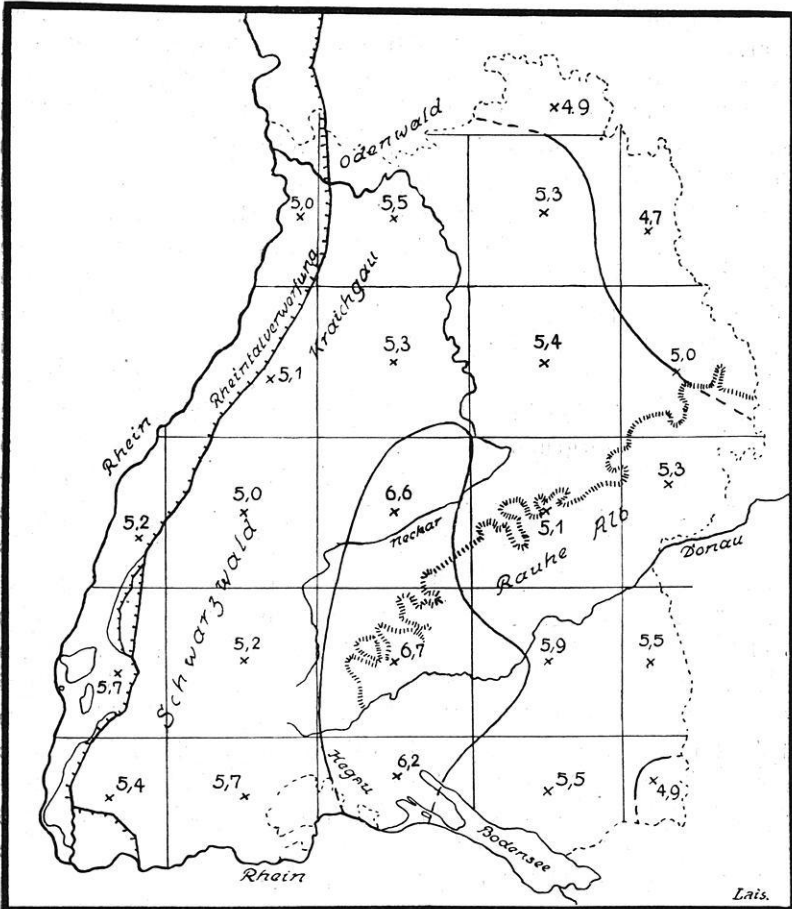 4.9
Odenwald
5,0
5,5
5,3
4,7
Rheintalverwerfung
Kraichgau
5,1
5,3
5,4
5,0
Rhein
5,2
5,0
6,6
Neckar
5,1
5,3
Rauhe Alb
Donau
Schwarzwald
5,7
5,2
6,7
5,9
5,5
5,4
5,7
Hegau
6,2
5,5
4,9
Bodensee
Rhein
Lais.